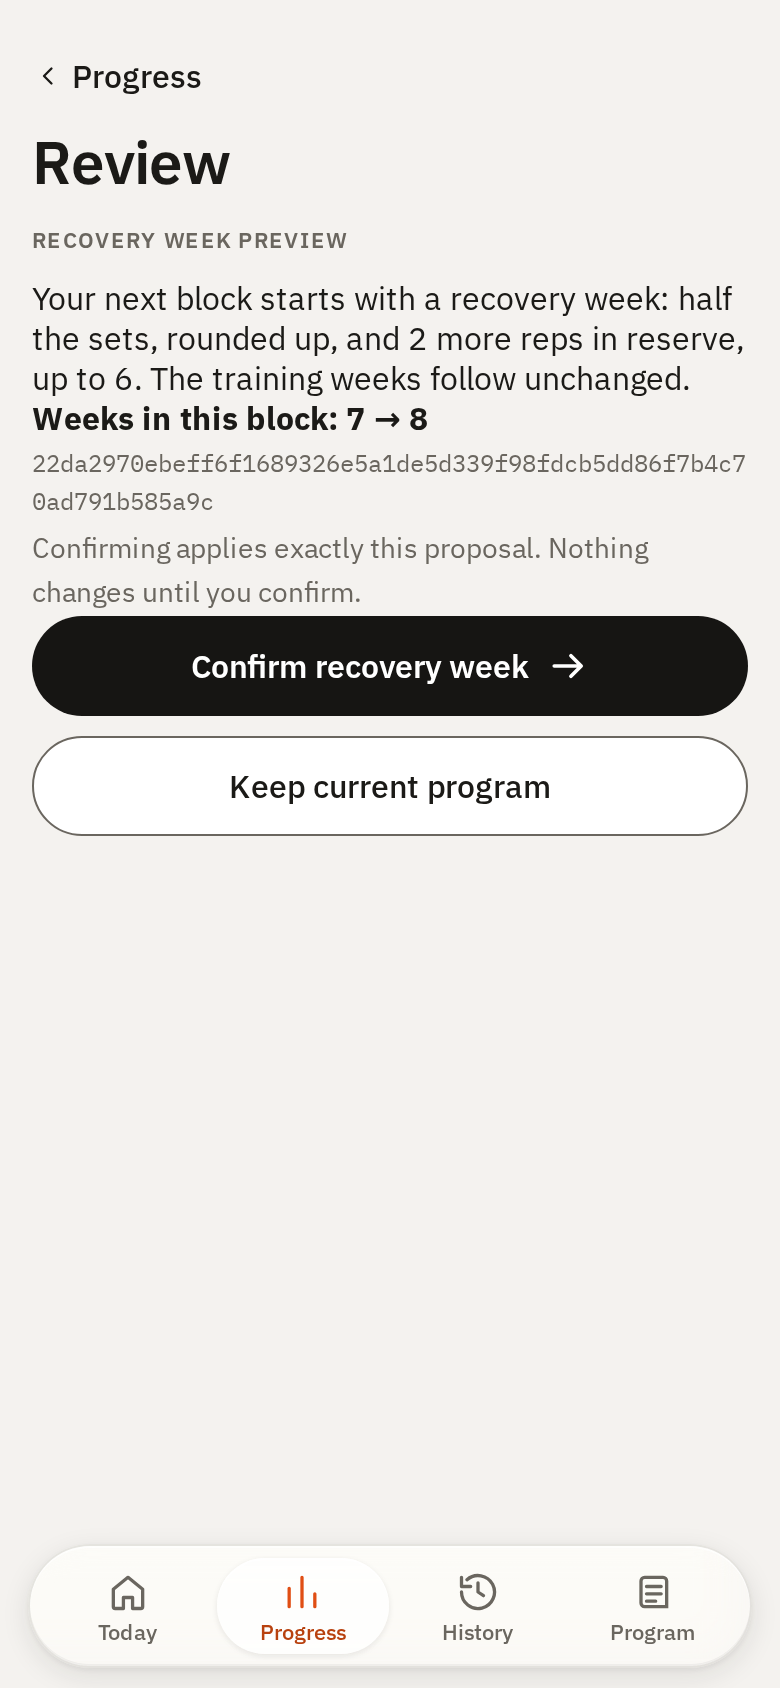 Progress
Review
RECOVERY WEEK PREVIEW
Your next block starts with a recovery week: half
the sets, rounded up, and 2 more reps in reserve,
up to 6. The training weeks follow unchanged.
Weeks in this block: 7 → 8
22da2970ebeff6f1689326e5a1de5d339f98fdcb5dd86f7b4c7
0ad791b585a9c
Confirming applies exactly this proposal. Nothing
changes until you confirm.
Confirm recovery week →
Keep current program
Today
Progress
History
Program